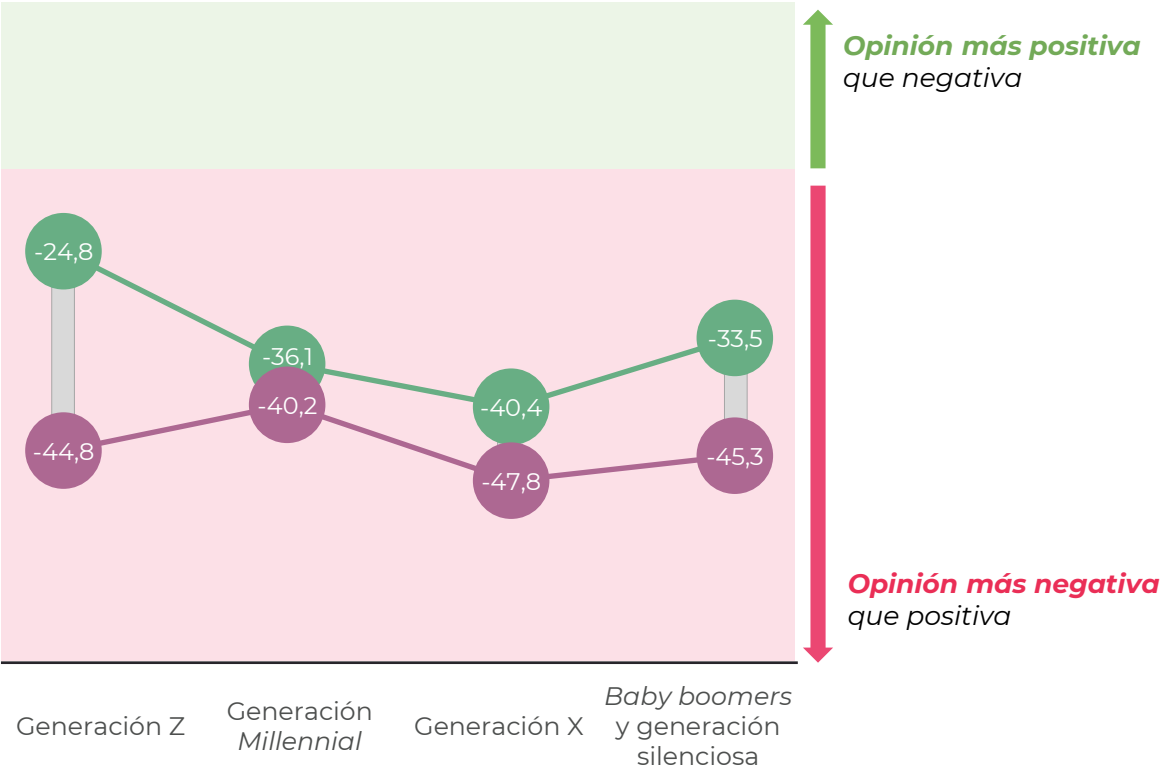 Opinión más positiva
que negativa
-24,8
-36,1
-33,5
-40,2
-40,4
-44,8
-47,8
-45,3
Opinión más negativa
que positiva
Generación Z
Generación
Millennial
Generación X
Baby boomers
y generación
silenciosa